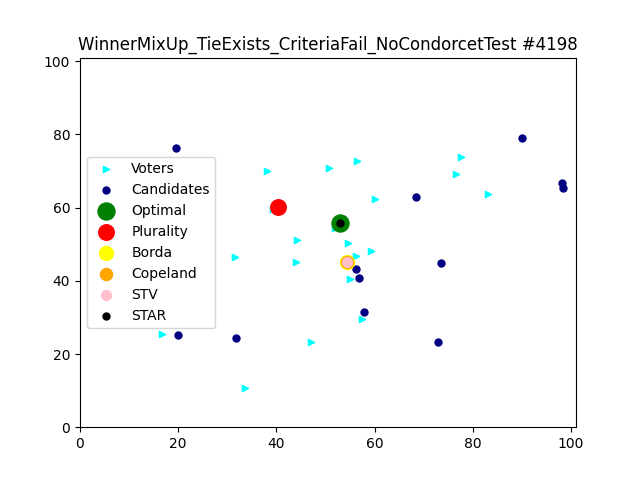 WinnerMixUp_TieExists_CriteriaFail_NoCondorcetTest #4198
100
80
60
40
20
0
Voters
Candidates
Optimal
Plurality
Borda
Copeland
STV
STAR
0 20 40 60 80 100